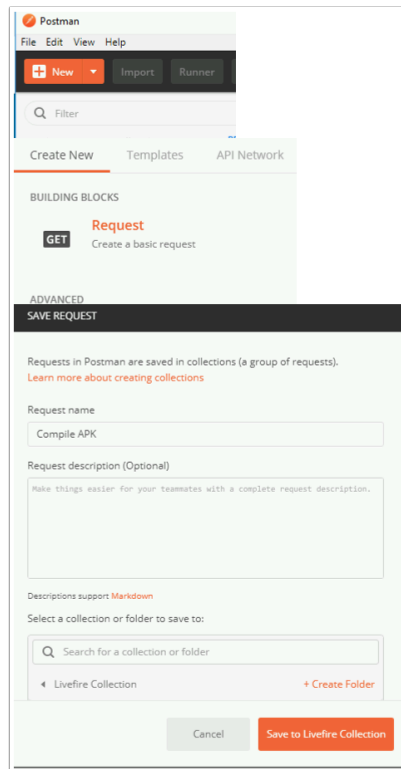 Postman
File Edit View Help
New Import Runner
Filter
Create New Templates API Network
BUILDING BLOCKS
GET Request
Create a basic request
ADVANCED
SAVE REQUEST
Requests in Postman are saved in collections (a group of requests).
Learn more about creating collections
Request name
Compile APK
Request description (Optional)
Make things easier for your teammates with a complete request description.
Descriptions support Markdown
Select a collection or folder to save to:
Search for a collection or folder
Livefire Collection + Create Folder
Cancel Save to Livefire Collection